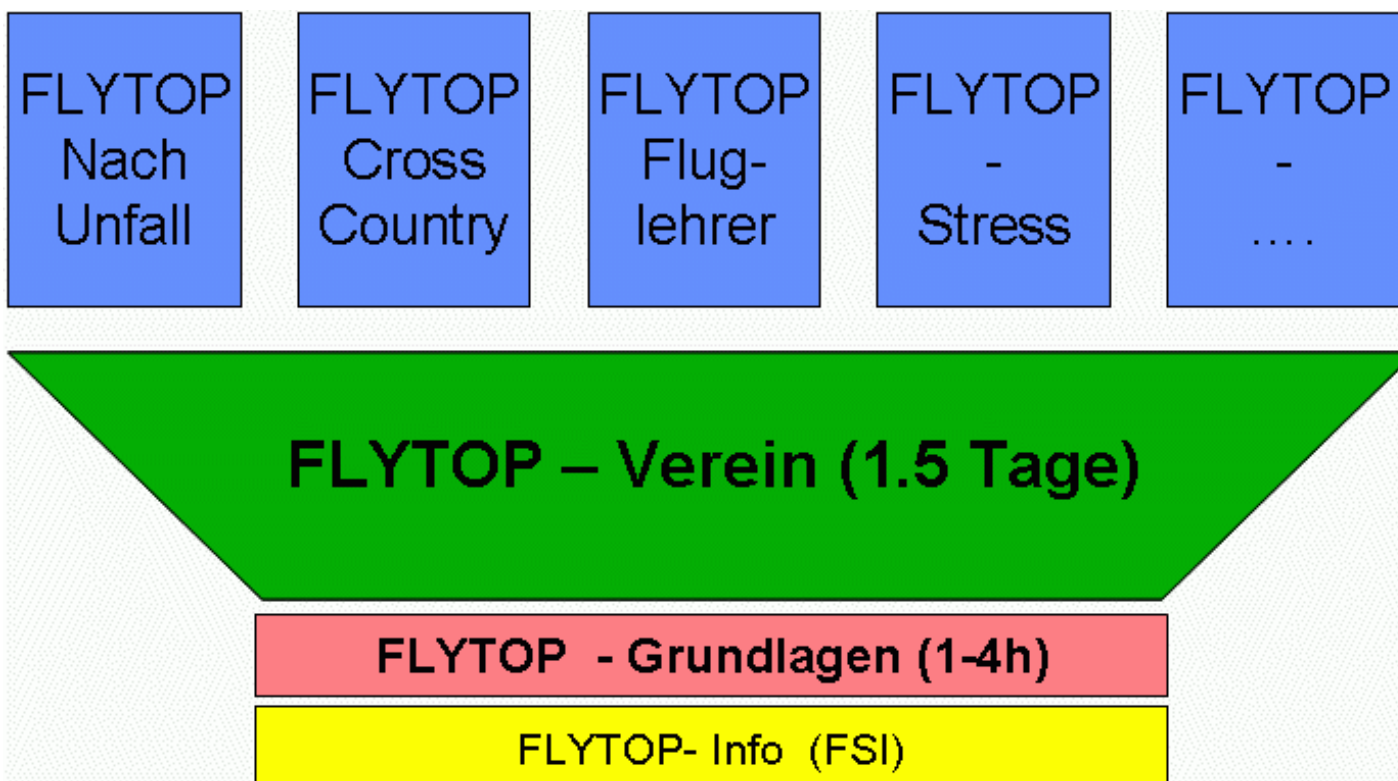 FLYTOP
Nach
Unfall
FLYTOP
Cross
Country
FLYTOP
Flug-
lehrer
FLYTOP
-
Stress
FLYTOP
-
....
FLYTOP – Verein (1.5 Tage)
FLYTOP - Grundlagen (1-4h)
FLYTOP- Info (FSI)